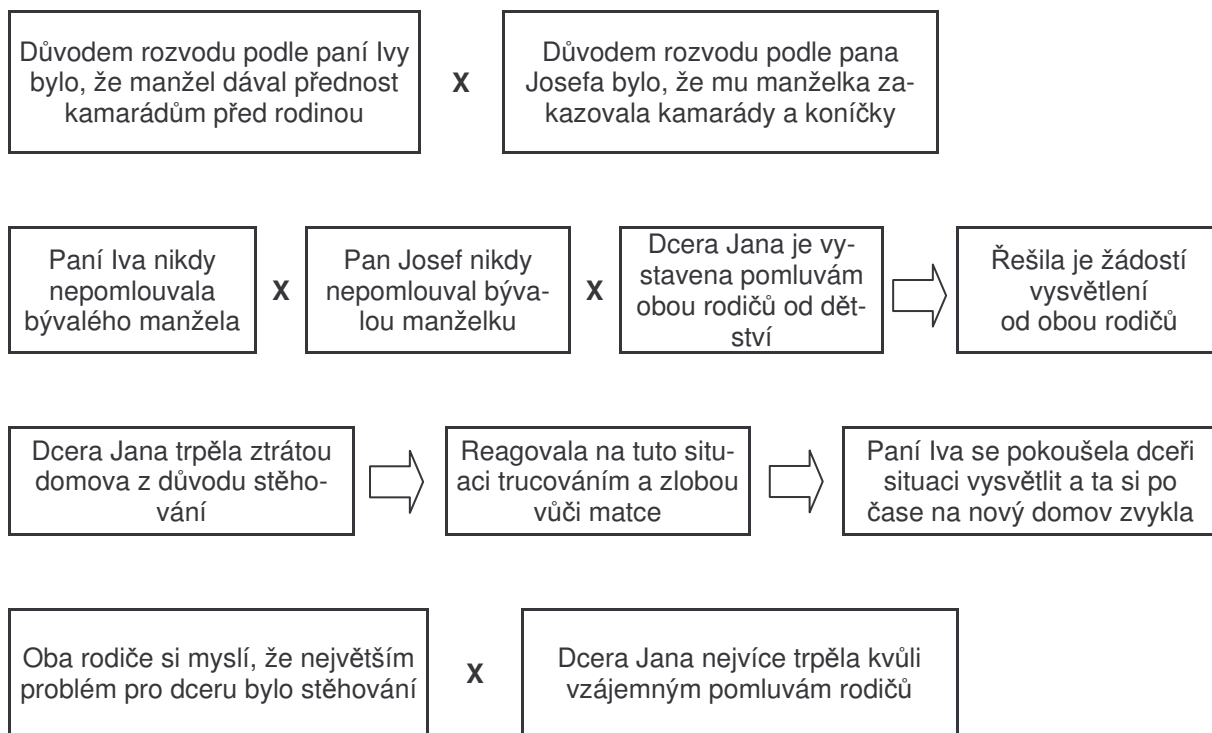 Důvodem rozvodu podle paní Ivy
bylo, že manžel dával přednost
kamarádům před rodinou
X
Důvodem rozvodu podle pana
Josefa bylo, že mu manželka za-
kazovala kamarády a koníčky
Paní Iva nikdy
nepomlouvala
bývalého manžela
X
Pan Josef nikdy
nepomlouval býva-
lou manželku
X
Dcera Jana je vy-
stavena pomluvám
obou rodičů od dět-
ství
Řešila je žádostí
vysvětlení
od obou rodičů
Dcera Jana trpěla ztrátou
domova z důvodu stěho-
vání
Reagovala na tuto situ-
aci trucováním a zlobou
vůči matce
Paní Iva se pokoušela dceři
situaci vysvětlit a ta si po
čase na nový domov zvykla
Oba rodiče si myslí, že největším
problém pro dceru bylo stěhování
X
Dcera Jana nejvíce trpěla kvůli
vzájemným pomluvám rodičů